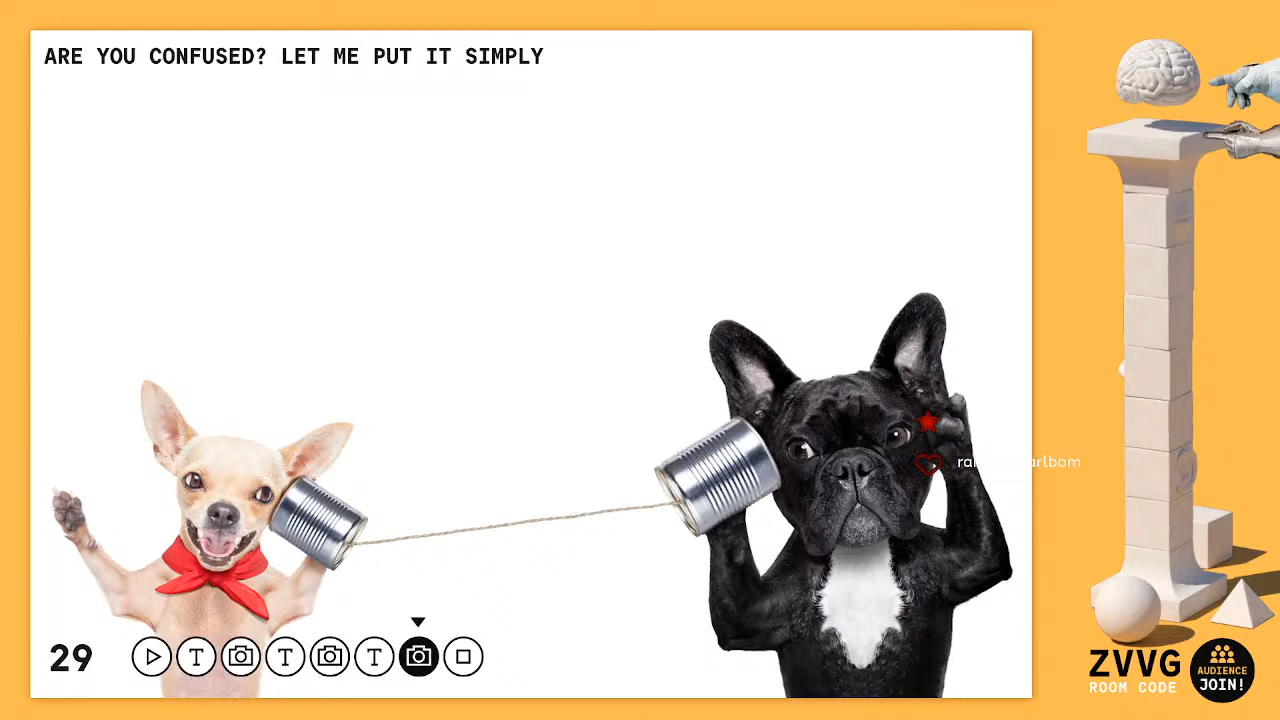 ARE YOU CONFUSED? LET ME PUT IT SIMPLY
29
T
T
T
ZVVG
ROOM CODE
AUDIENCE
JOIN!